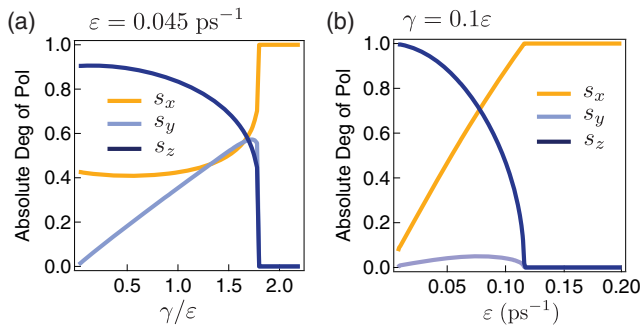 (a) ε = 0.045 ps⁻¹
Absolute Deg of Pol
1.0
0.8
0.6
0.4
0.2
0.0
s_x
s_y
s_z
0.5 1.0 1.5 2.0
γ/ε
(b) γ = 0.1ε
Absolute Deg of Pol
1.0
0.8
0.6
0.4
0.2
0.0
s_x
s_y
s_z
0.05 0.10 0.15 0.20
ε (ps⁻¹)